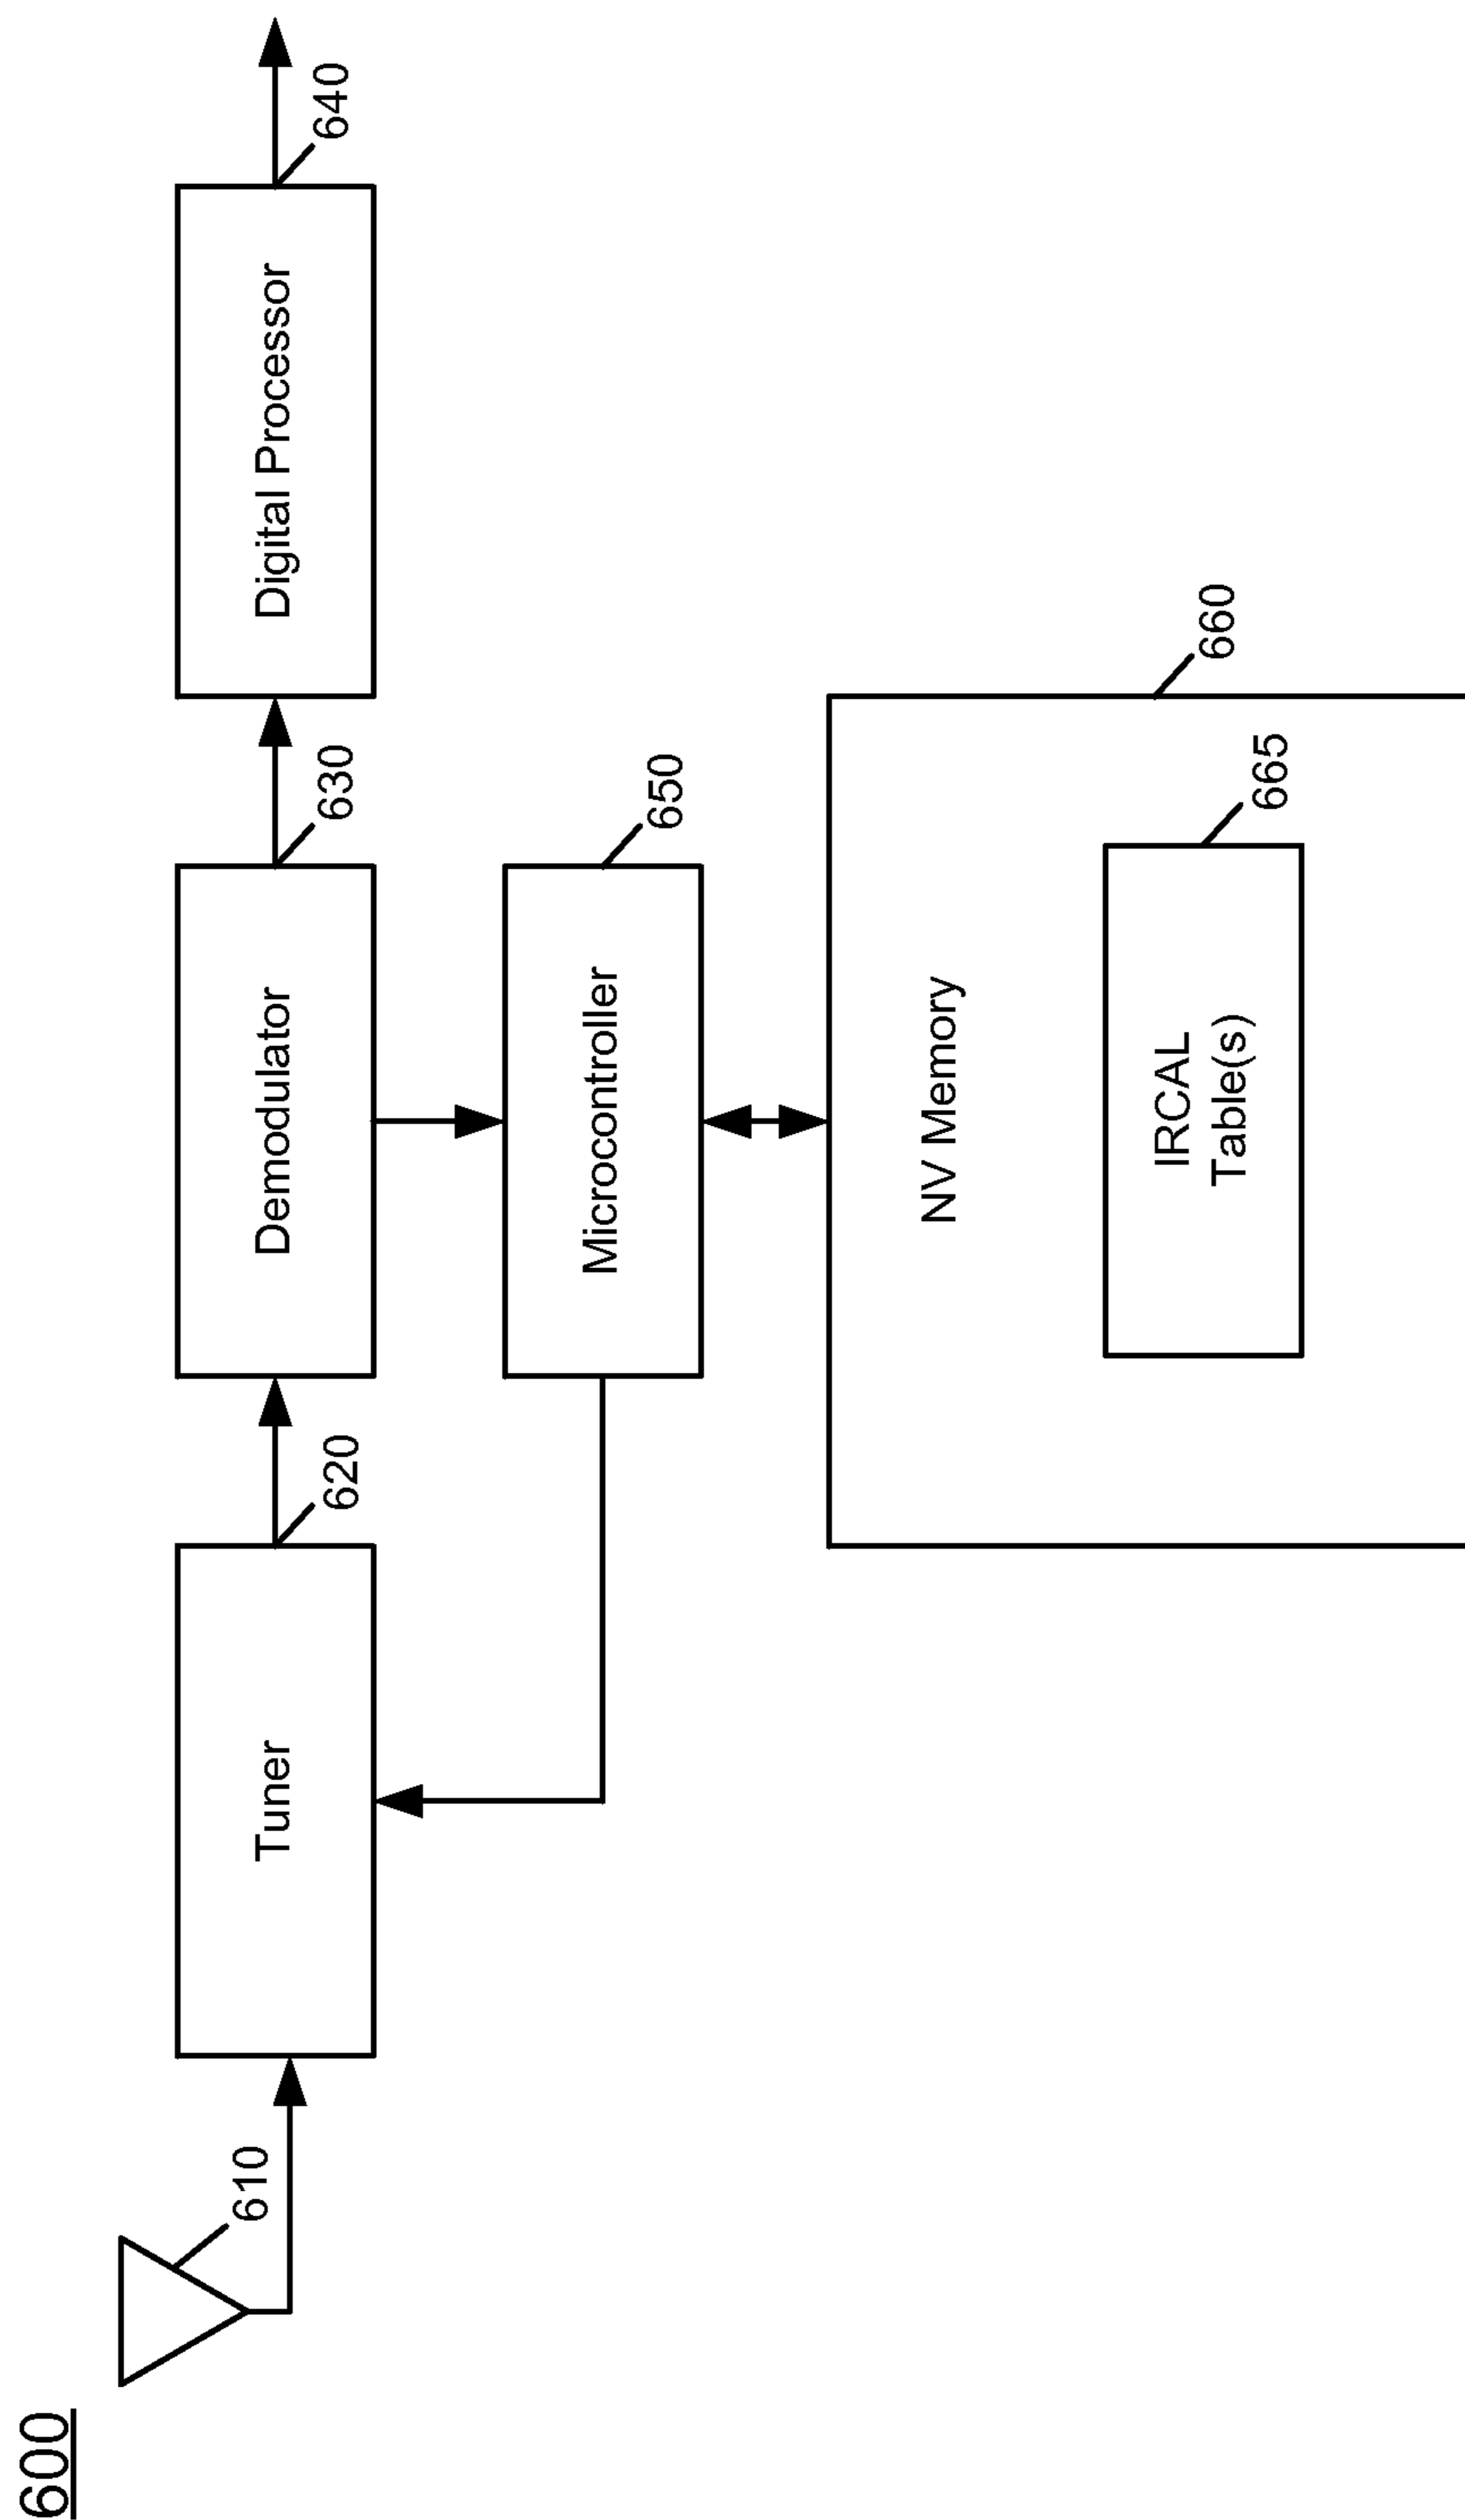 600
610
Tuner
620
Demodulator
630
Digital Processor
640
Microcontroller
650
NV Memory
660
IRCAL
Table(s)
665